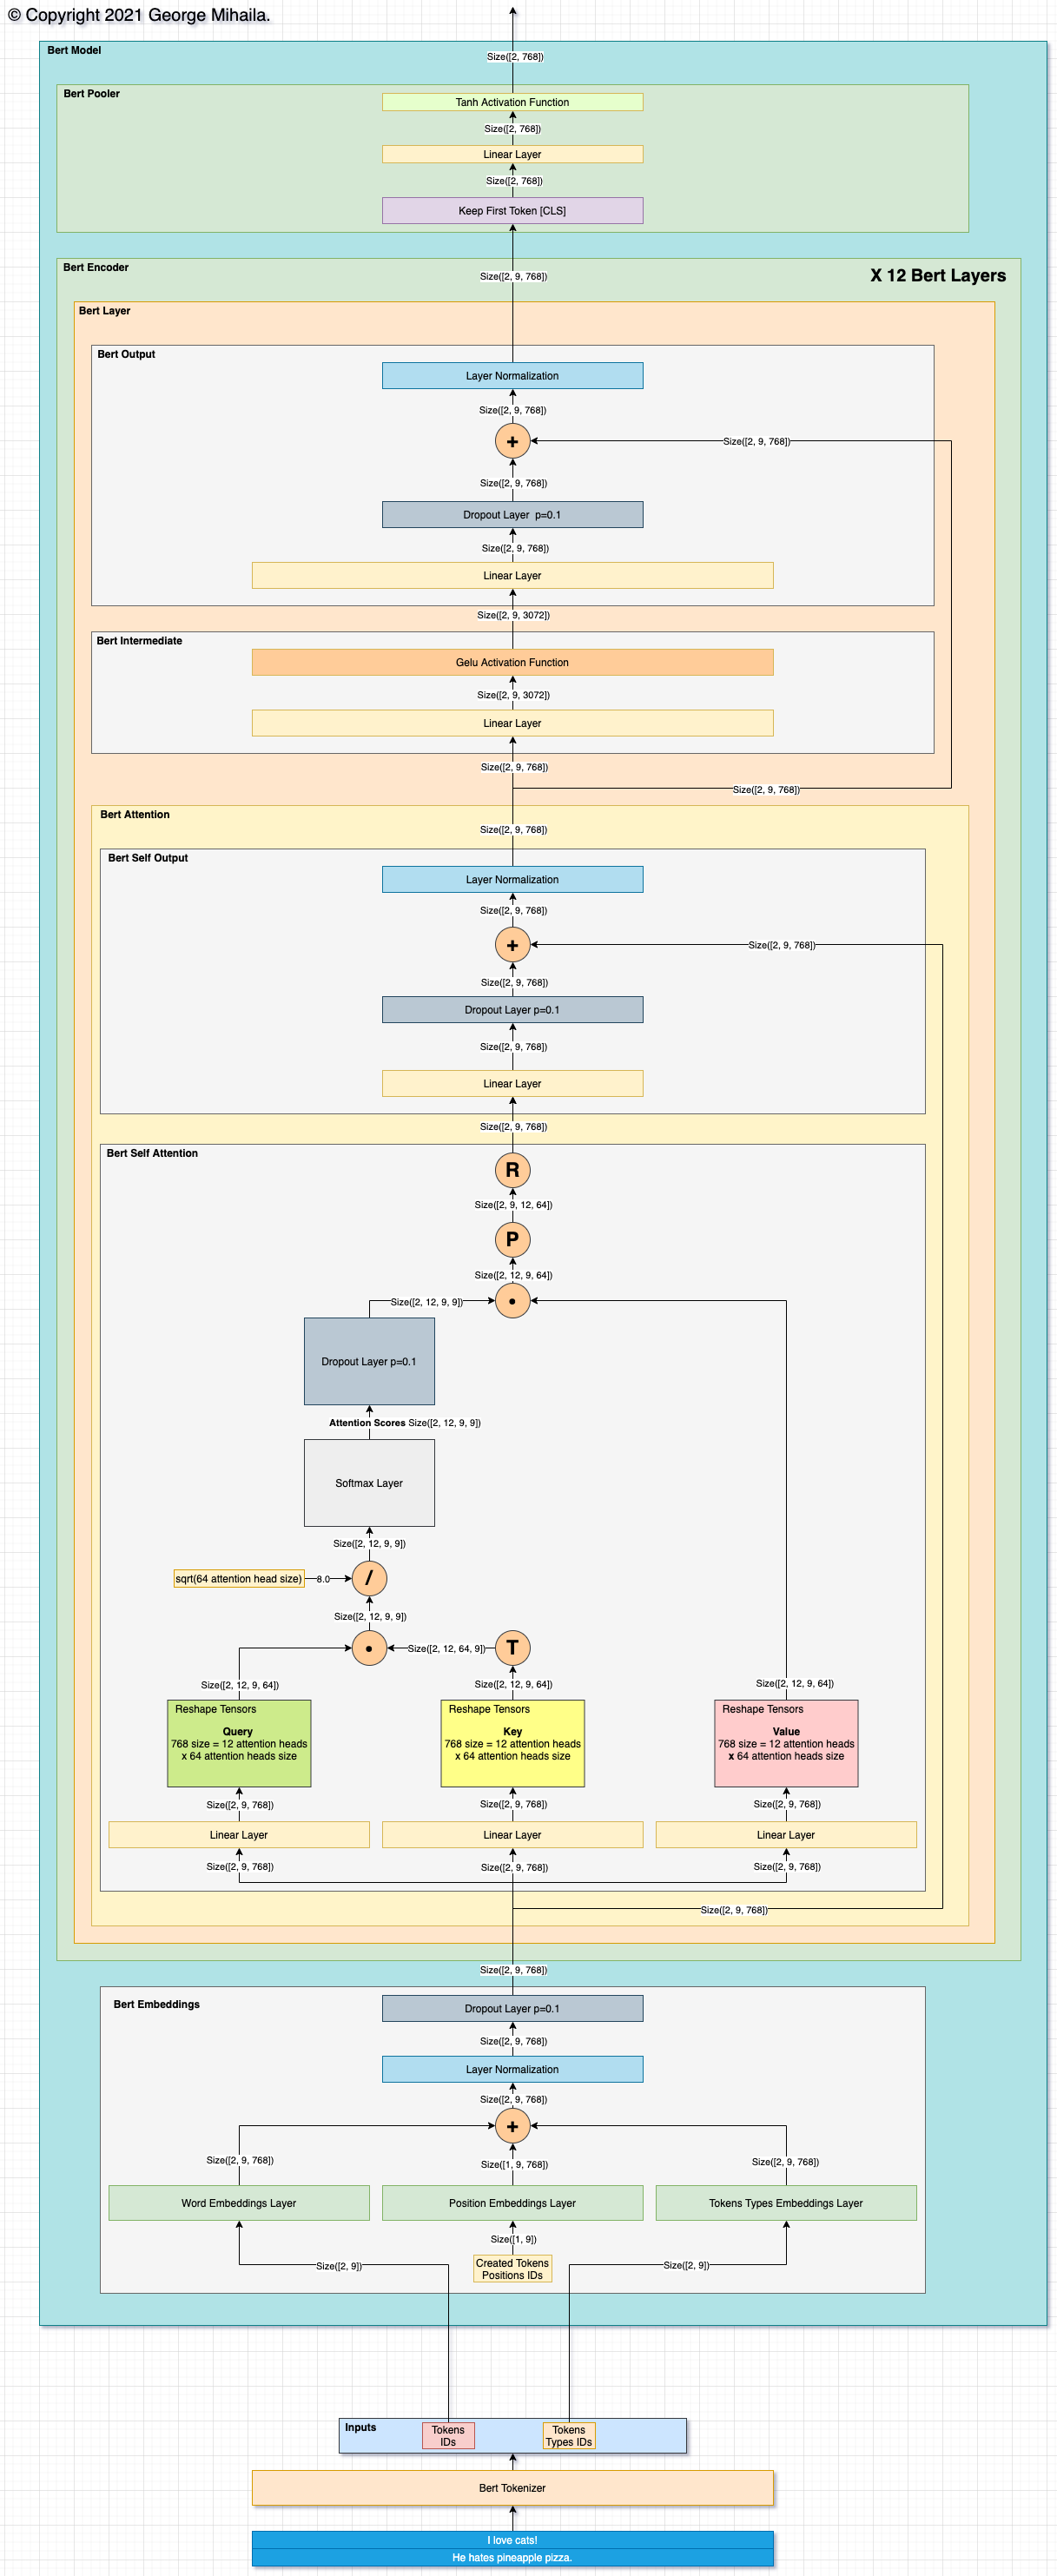 © Copyright 2021 George Mihaila.
Size([2, 768])
Bert Model
Bert Pooler
Tanh Activation Function
Size([2, 768])
Linear Layer
Size([2, 768])
Keep First Token [CLS]
Bert Encoder
X 12 Bert Layers
Size([2, 9, 768])
Bert Layer
Bert Output
Layer Normalization
Size([2, 9, 768])
+
Size([2, 9, 768])
Size([2, 9, 768])
Dropout Layer  p=0.1
Size([2, 9, 768])
Linear Layer
Size([2, 9, 3072])
Bert Intermediate
Gelu Activation Function
Size([2, 9, 3072])
Linear Layer
Size([2, 9, 768])
Size([2, 9, 768])
Bert Attention
Size([2, 9, 768])
Bert Self Output
Layer Normalization
Size([2, 9, 768])
+
Size([2, 9, 768])
Size([2, 9, 768])
Dropout Layer p=0.1
Size([2, 9, 768])
Linear Layer
Size([2, 9, 768])
Bert Self Attention
R
Size([2, 9, 12, 64])
P
Size([2, 12, 9, 64])
Size([2, 12, 9, 9])
•
Dropout Layer p=0.1
Attention Scores Size([2, 12, 9, 9])
Softmax Layer
Size([2, 12, 9, 9])
sqrt(64 attention head size)
8.0
/
Size([2, 12, 9, 9])
•
Size([2, 12, 64, 9])
T
Size([2, 12, 9, 64])
Size([2, 12, 9, 64])
Size([2, 12, 9, 64])
Reshape Tensors
Query
768 size = 12 attention heads
x 64 attention heads size
Reshape Tensors
Key
768 size = 12 attention heads
x 64 attention heads size
Reshape Tensors
Value
768 size = 12 attention heads
x 64 attention heads size
Size([2, 9, 768])
Size([2, 9, 768])
Size([2, 9, 768])
Linear Layer
Linear Layer
Linear Layer
Size([2, 9, 768])
Size([2, 9, 768])
Size([2, 9, 768])
Size([2, 9, 768])
Size([2, 9, 768])
Bert Embeddings
Dropout Layer p=0.1
Size([2, 9, 768])
Layer Normalization
Size([2, 9, 768])
+
Size([2, 9, 768])
Size([1, 9, 768])
Size([2, 9, 768])
Word Embeddings Layer
Position Embeddings Layer
Tokens Types Embeddings Layer
Size([1, 9])
Size([2, 9])
Created Tokens
Positions IDs
Size([2, 9])
Inputs
Tokens
IDs
Tokens
Types IDs
Bert Tokenizer
I love cats!
He hates pineapple pizza.